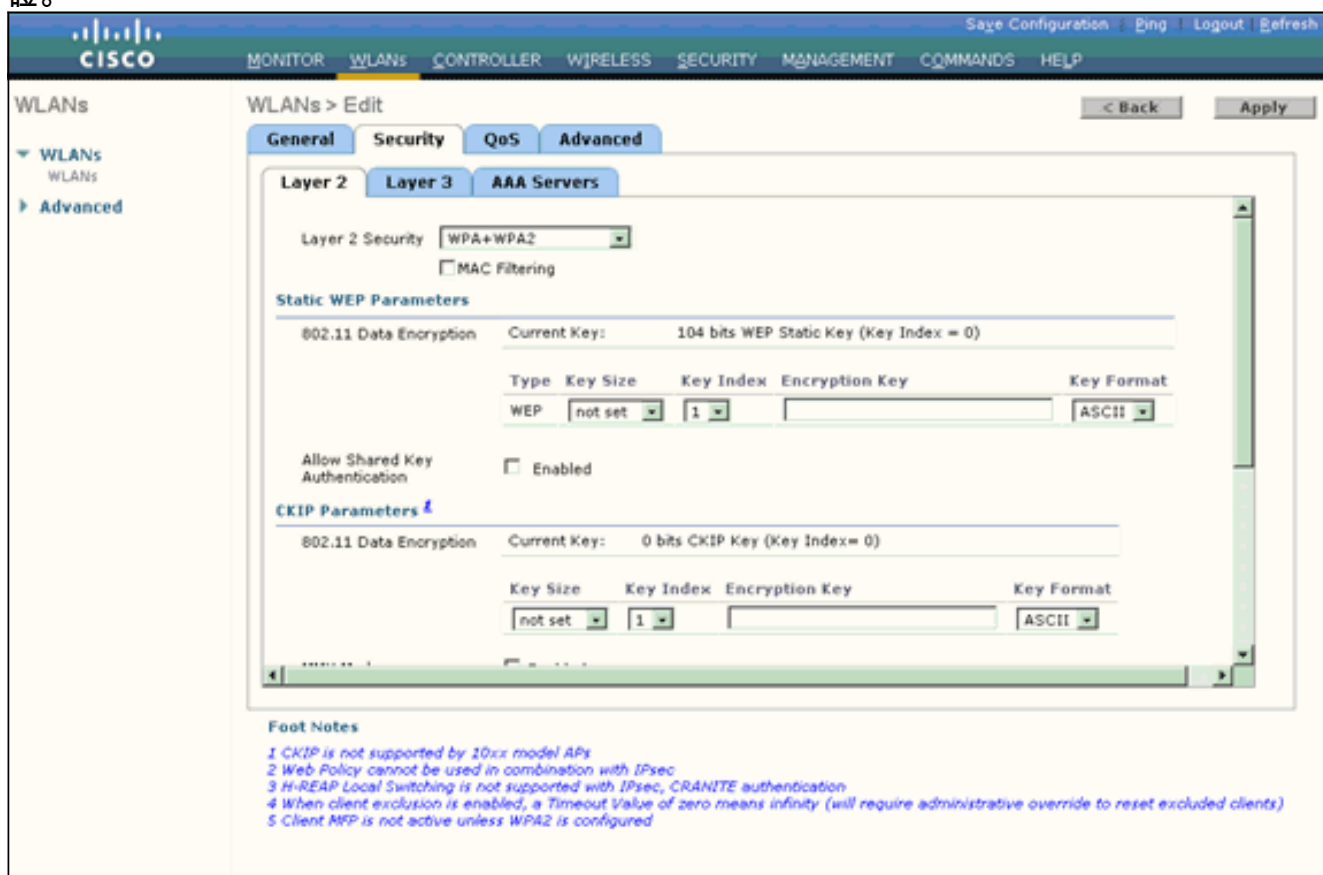 Save Configuration | Ping | Logout | Refresh
CISCO
MONITOR WLANs CONTROLLER WIRELESS SECURITY MANAGEMENT COMMANDS HELP
WLANs
WLANs > Edit
< Back Apply
General Security QoS Advanced
WLANs
WLANs
Advanced
Layer 2 Layer 3 AAA Servers
Layer 2 Security WPA+WPA2
MAC Filtering
Static WEP Parameters
802.11 Data Encryption Current Key: 104 bits WEP Static Key (Key Index = 0)
Type Key Size Key Index Encryption Key Key Format
WEP not set 1 ASCII
Allow Shared Key
Authentication
Enabled
CKIP Parameters 1
802.11 Data Encryption Current Key: 0 bits CKIP Key (Key Index= 0)
Key Size Key Index Encryption Key Key Format
not set 1 ASCII
Foot Notes
1 CKIP is not supported by 10xx model APs
2 Web Policy cannot be used in combination with IPsec
3 H-REAP Local Switching is not supported with IPsec, CRANITE authentication
4 When client exclusion is enabled, a Timeout Value of zero means infinity (will require administrative override to reset excluded clients)
5 Client MFP is not active unless WPA2 is configured